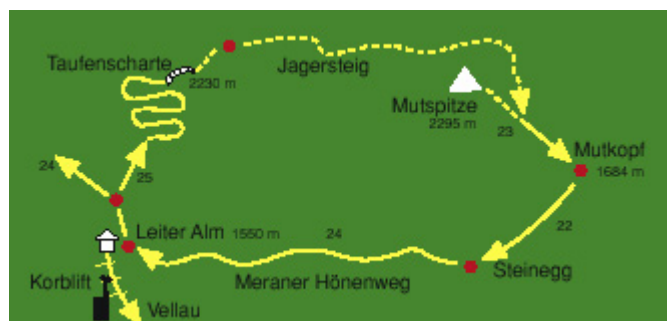 Taufenscharte
2230 m
Jagersteig
Mutspitze
2295 m
23
Mutkopf
1684 m
24
25
22
Leiter Alm 1550 m
24
Steinegg
Korblift
Meraner Hönenweg
Vellau